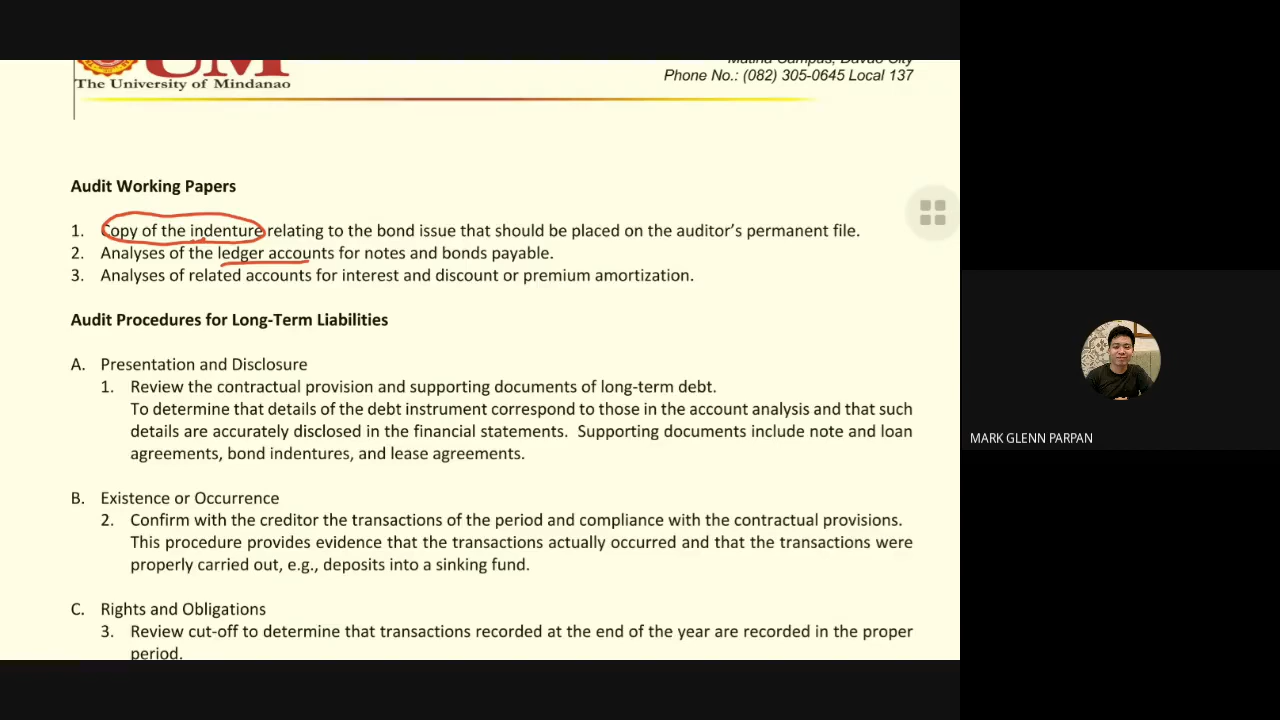 UM
The University of Mindanao
Matina Campus, Davao City
Phone No.: (082) 305-0645 Local 137
Audit Working Papers
1. Copy of the indenture relating to the bond issue that should be placed on the auditor's permanent file.
2. Analyses of the ledger accounts for notes and bonds payable.
3. Analyses of related accounts for interest and discount or premium amortization.
Audit Procedures for Long-Term Liabilities
A. Presentation and Disclosure
1. Review the contractual provision and supporting documents of long-term debt.
To determine that details of the debt instrument correspond to those in the account analysis and that such
details are accurately disclosed in the financial statements. Supporting documents include note and loan
agreements, bond indentures, and lease agreements.
B. Existence or Occurrence
2. Confirm with the creditor the transactions of the period and compliance with the contractual provisions.
This procedure provides evidence that the transactions actually occurred and that the transactions were
properly carried out, e.g., deposits into a sinking fund.
C. Rights and Obligations
3. Review cut-off to determine that transactions recorded at the end of the year are recorded in the proper
period.
MARK GLENN PARPAN